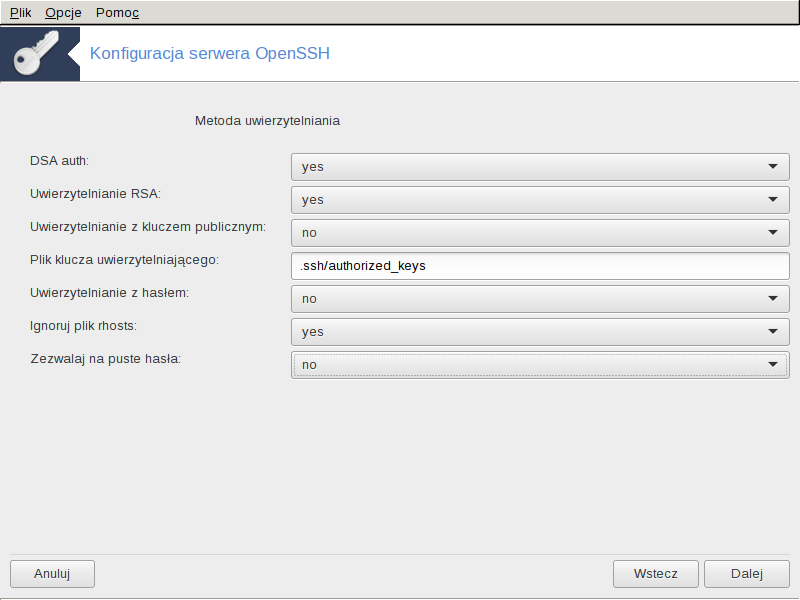 Plik Opcje Pomoc
Konfiguracja serwera OpenSSH
Metoda uwierzytelniania
DSA auth: yes
Uwierzytelnianie RSA: yes
Uwierzytelnianie z kluczem publicznym: no
Plik klucza uwierzytelniającego: .ssh/authorized_keys
Uwierzytelnianie z hasłem: no
Ignoruj plik rhosts: yes
Zezwalaj na puste hasła: no
Anuluj Wstecz Dalej